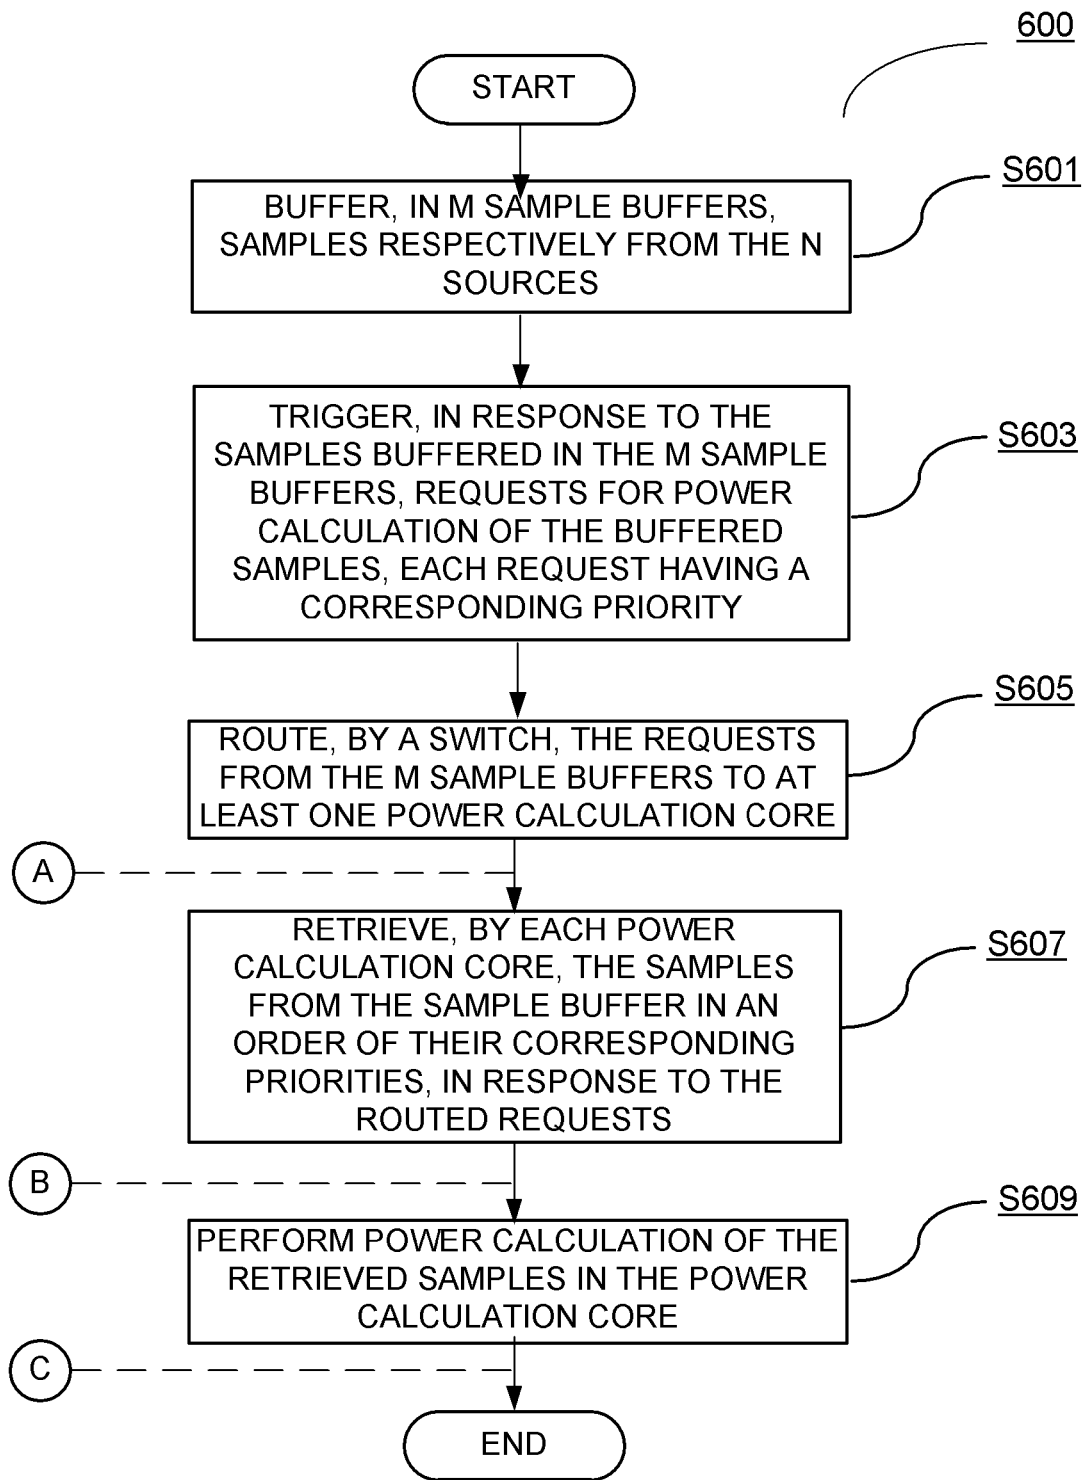 600
START
S601
BUFFER, IN M SAMPLE BUFFERS,
SAMPLES RESPECTIVELY FROM THE N
SOURCES
TRIGGER, IN RESPONSE TO THE
SAMPLES BUFFERED IN THE M SAMPLE
BUFFERS, REQUESTS FOR POWER
CALCULATION OF THE BUFFERED
SAMPLES, EACH REQUEST HAVING A
CORRESPONDING PRIORITY
S603
S605
ROUTE, BY A SWITCH, THE REQUESTS
FROM THE M SAMPLE BUFFERS TO AT
LEAST ONE POWER CALCULATION CORE
A
RETRIEVE, BY EACH POWER
CALCULATION CORE, THE SAMPLES
FROM THE SAMPLE BUFFER IN AN
ORDER OF THEIR CORRESPONDING
PRIORITIES, IN RESPONSE TO THE
ROUTED REQUESTS
S607
B
S609
PERFORM POWER CALCULATION OF THE
RETRIEVED SAMPLES IN THE POWER
CALCULATION CORE
C
END